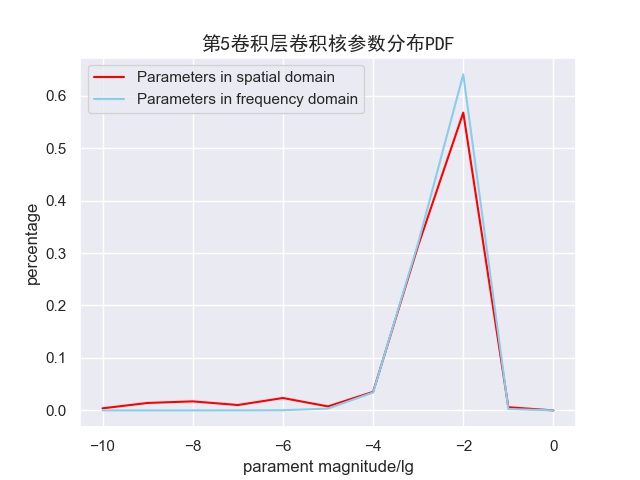 第5卷积层卷积核参数分布PDF
Parameters in spatial domain
Parameters in frequency domain
percentage
0.6
0.5
0.4
0.3
0.2
0.1
0.0
−10 −8 −6 −4 −2 0
parament magnitude/lg